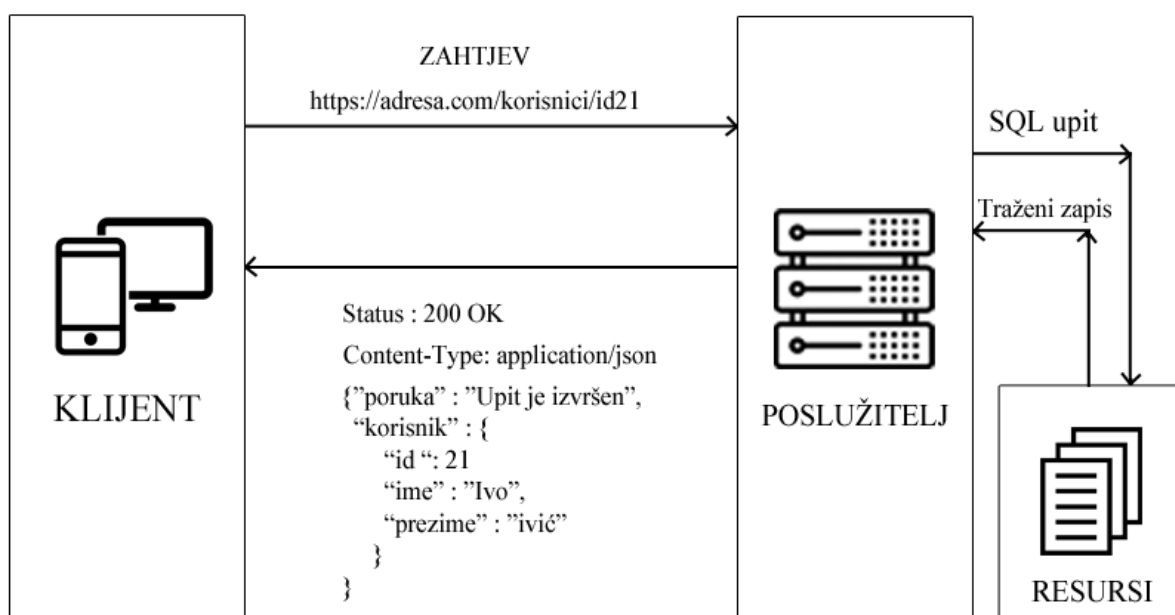 ZAHTJEV
https://adresa.com/korisnici/id21
SQL upit
Traženi zapis
Status : 200 OK
Content-Type: application/json
{”poruka” : ”Upit je izvršen”,
“korisnik” : {
“id “: 21
“ime” : ”Ivo”,
“prezime” : ”ivić”
}
}
KLIJENT
POSLUŽITELJ
RESURSI